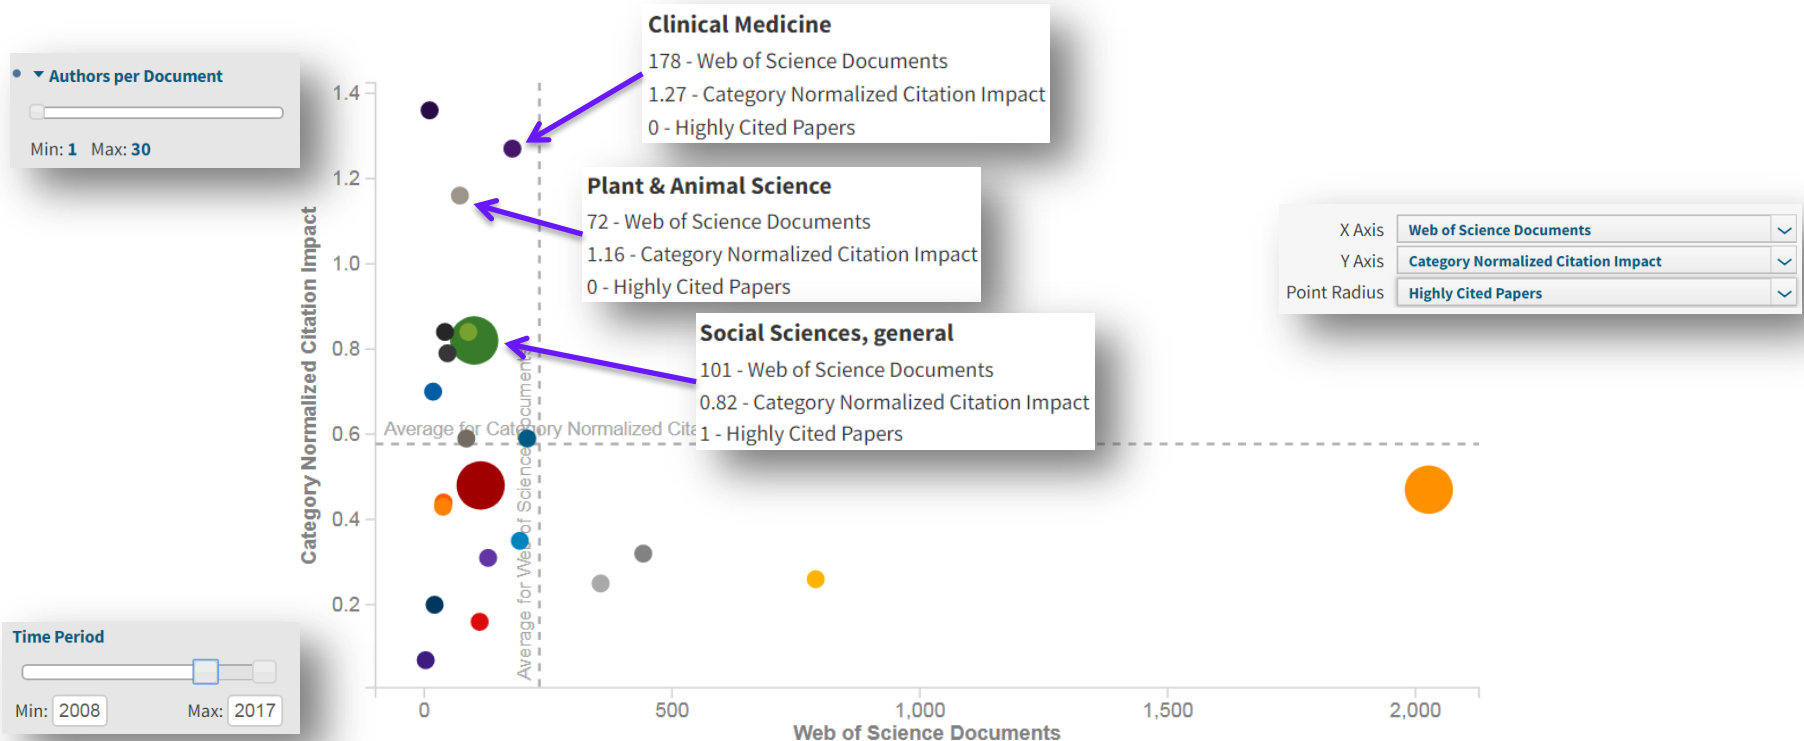 Authors per Document
Min: 1 Max: 30
Clinical Medicine
178 - Web of Science Documents
1.27 - Category Normalized Citation Impact
0 - Highly Cited Papers
Plant & Animal Science
72 - Web of Science Documents
1.16 - Category Normalized Citation Impact
0 - Highly Cited Papers
Social Sciences, general
101 - Web of Science Documents
0.82 - Category Normalized Citation Impact
1 - Highly Cited Papers
X Axis Web of Science Documents
Y Axis Category Normalized Citation Impact
Point Radius Highly Cited Papers
Category Normalized Citation Impact
1.4
1.2
1.0
0.8
0.6
0.4
0.2
Average for Category Normalized Cita
Average for Web of Science Documents
0
500
1,000
1,500
2,000
Web of Science Documents
Time Period
Min: 2008 Max: 2017